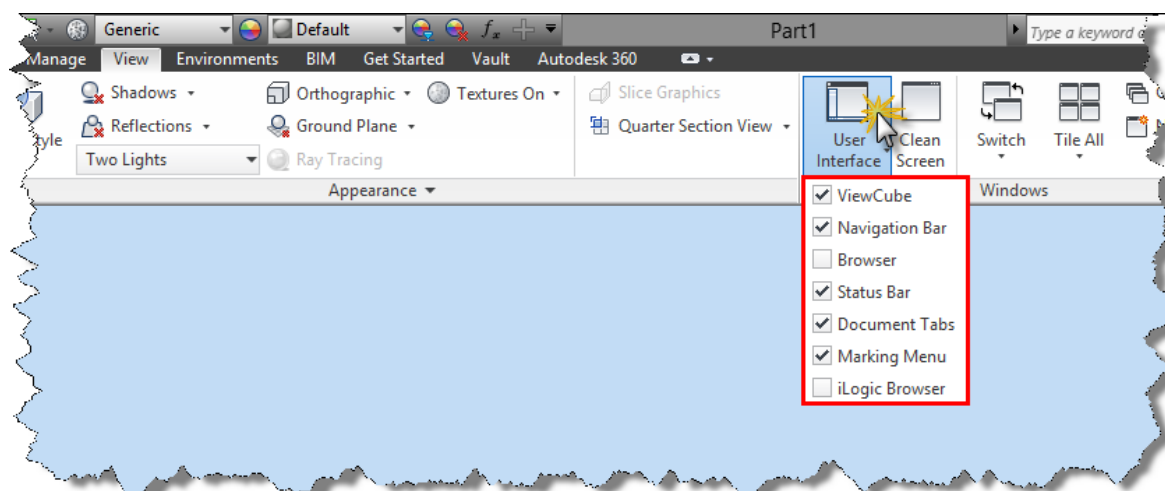 Generic Default fx Part1 Type a keyword
Manage View Environments BIM Get Started Vault Autodesk 360
Shadows Orthographic Textures On Slice Graphics
Reflections Ground Plane Quarter Section View
Two Lights Ray Tracing
User Interface Clean Screen Switch Tile All
Appearance Windows
ViewCube
Navigation Bar
Browser
Status Bar
Document Tabs
Marking Menu
iLogic Browser